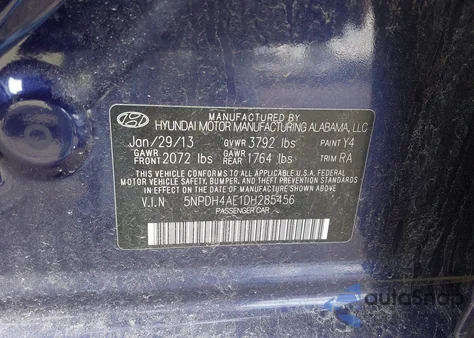 MANUFACTURED BY
HYUNDAI MOTOR MANUFACTURING ALABAMA, LLC
Jan/29/13 GVWR 3792 lbs PAINT Y4
GAWR FRONT 2072 lbs GAWR REAR 1764 lbs TRIM RA
THIS VEHICLE CONFORMS TO ALL APPLICABLE U.S.A FEDERAL
MOTOR VEHICLE SAFETY, BUMPER, AND THEFT PREVENTION STANDARDS
IN EFFECT ON THE DATE OF MANUFACTURE SHOWN ABOVE.
V.I.N 5NPDH4AE1DH285456
PASSENGER CAR
autoSnap